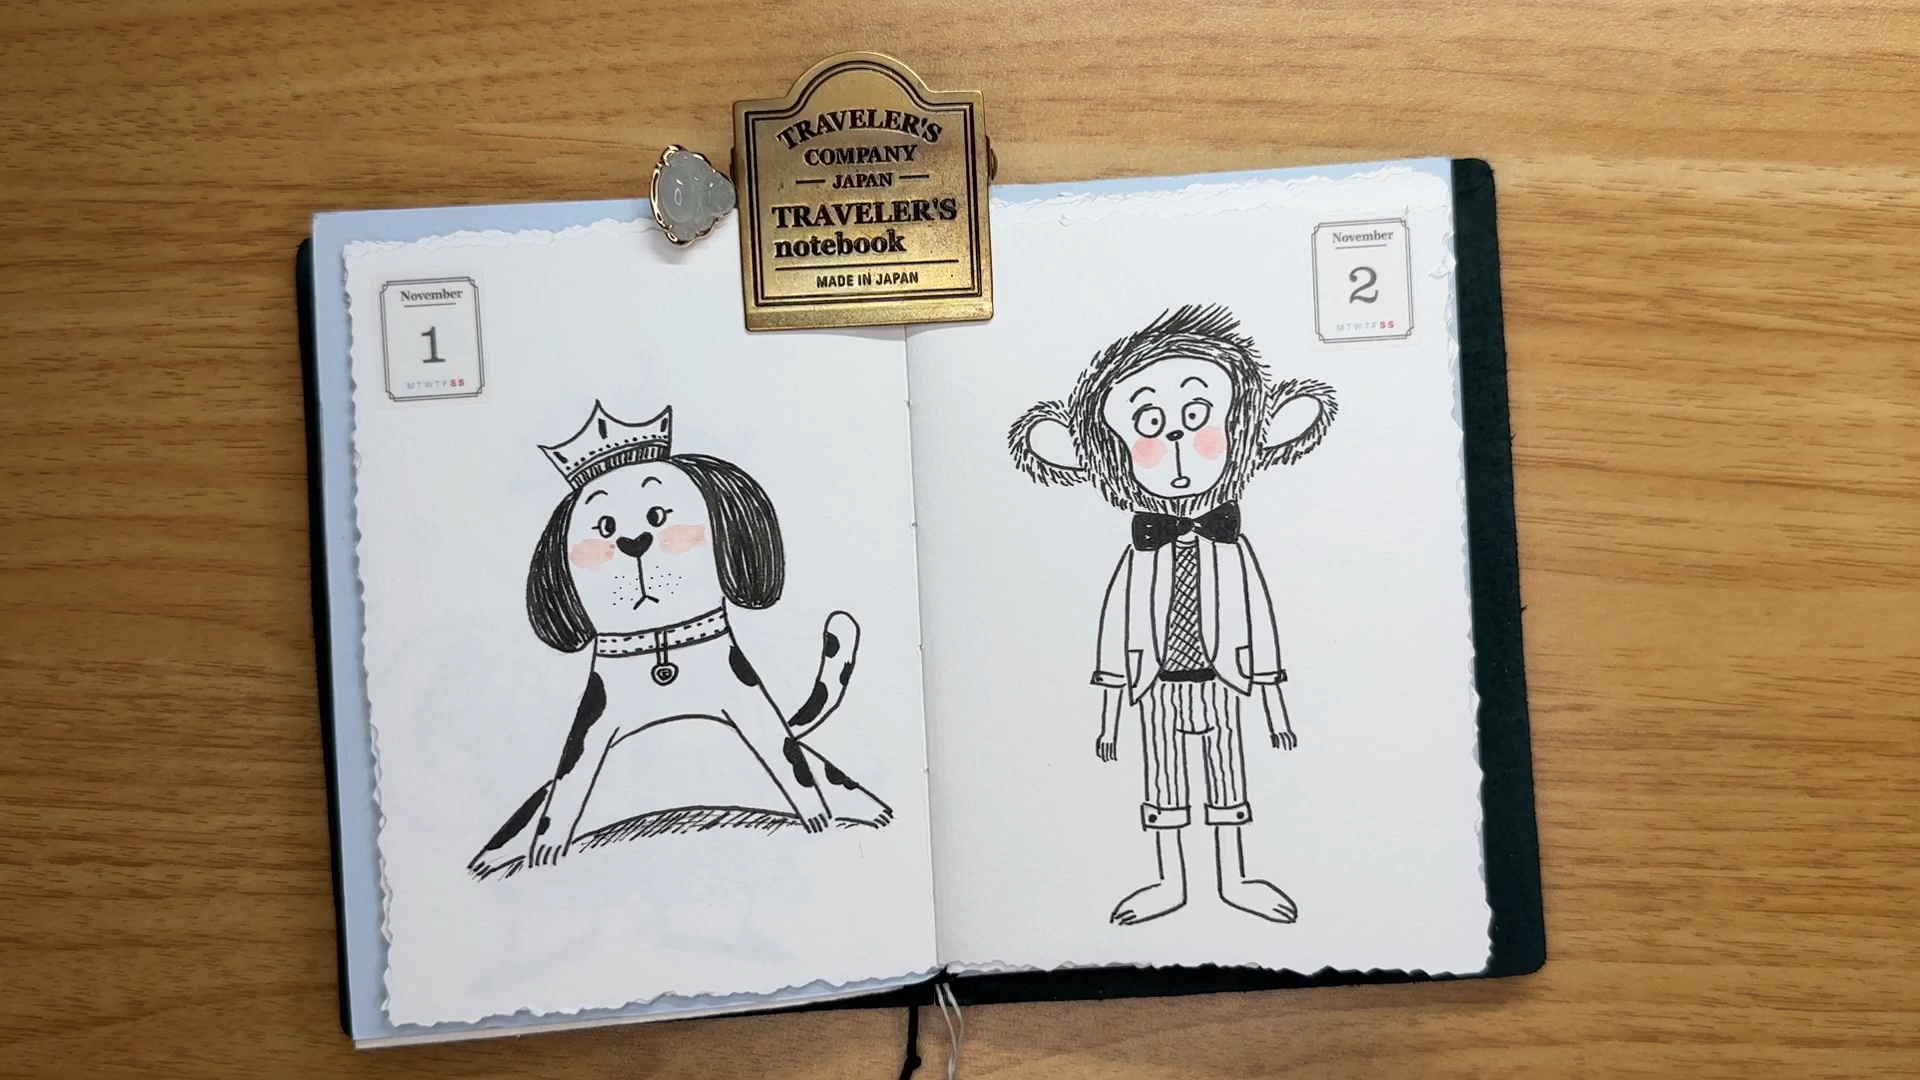 TRAVELER'S
COMPANY
JAPAN
TRAVELER'S
notebook
MADE IN JAPAN
November
1
MTWTFSS
November
2
MTWTFSS